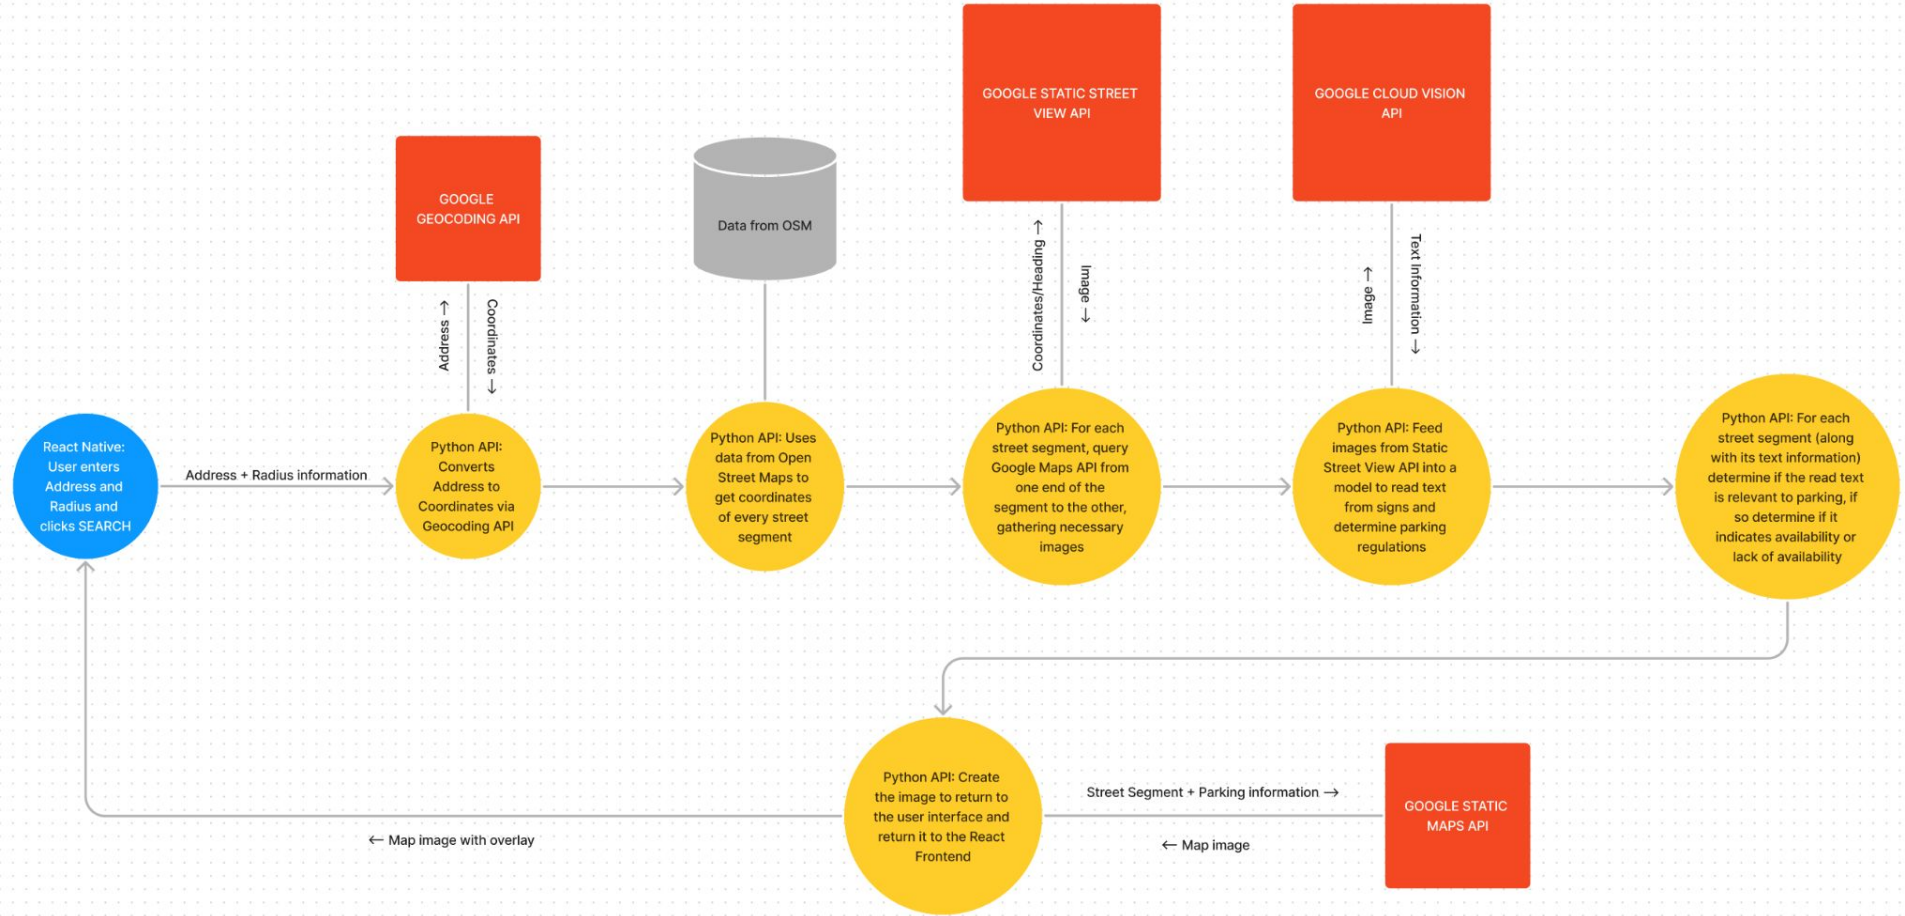 GOOGLE STATIC STREET
VIEW API
GOOGLE CLOUD VISION
API
GOOGLE
GEOCODING API
Data from OSM
Address →
Coordinates →
Coordinates/Heading →
Image →
Image →
Text Information →
React Native:
User enters
Address and
Radius and
clicks SEARCH
Address + Radius information
Python API:
Converts
Address to
Coordinates via
Geocoding API
Python API: Uses
data from Open
Street Maps to
get coordinates
of every street
segment
Python API: For each
street segment, query
Google Maps API from
one end of the
segment to the other,
gathering necessary
images
Python API: Feed
images from Static
Street View API into a
model to read text
from signs and
determine parking
regulations
Python API: For each
street segment (along
with its text information)
determine if the read text
is relevant to parking, if
so determine if it
indicates availability or
lack of availability
Python API: Create
the image to return to
the user interface and
return it to the React
Frontend
Street Segment + Parking information →
← Map image
GOOGLE STATIC
MAPS API
← Map image with overlay